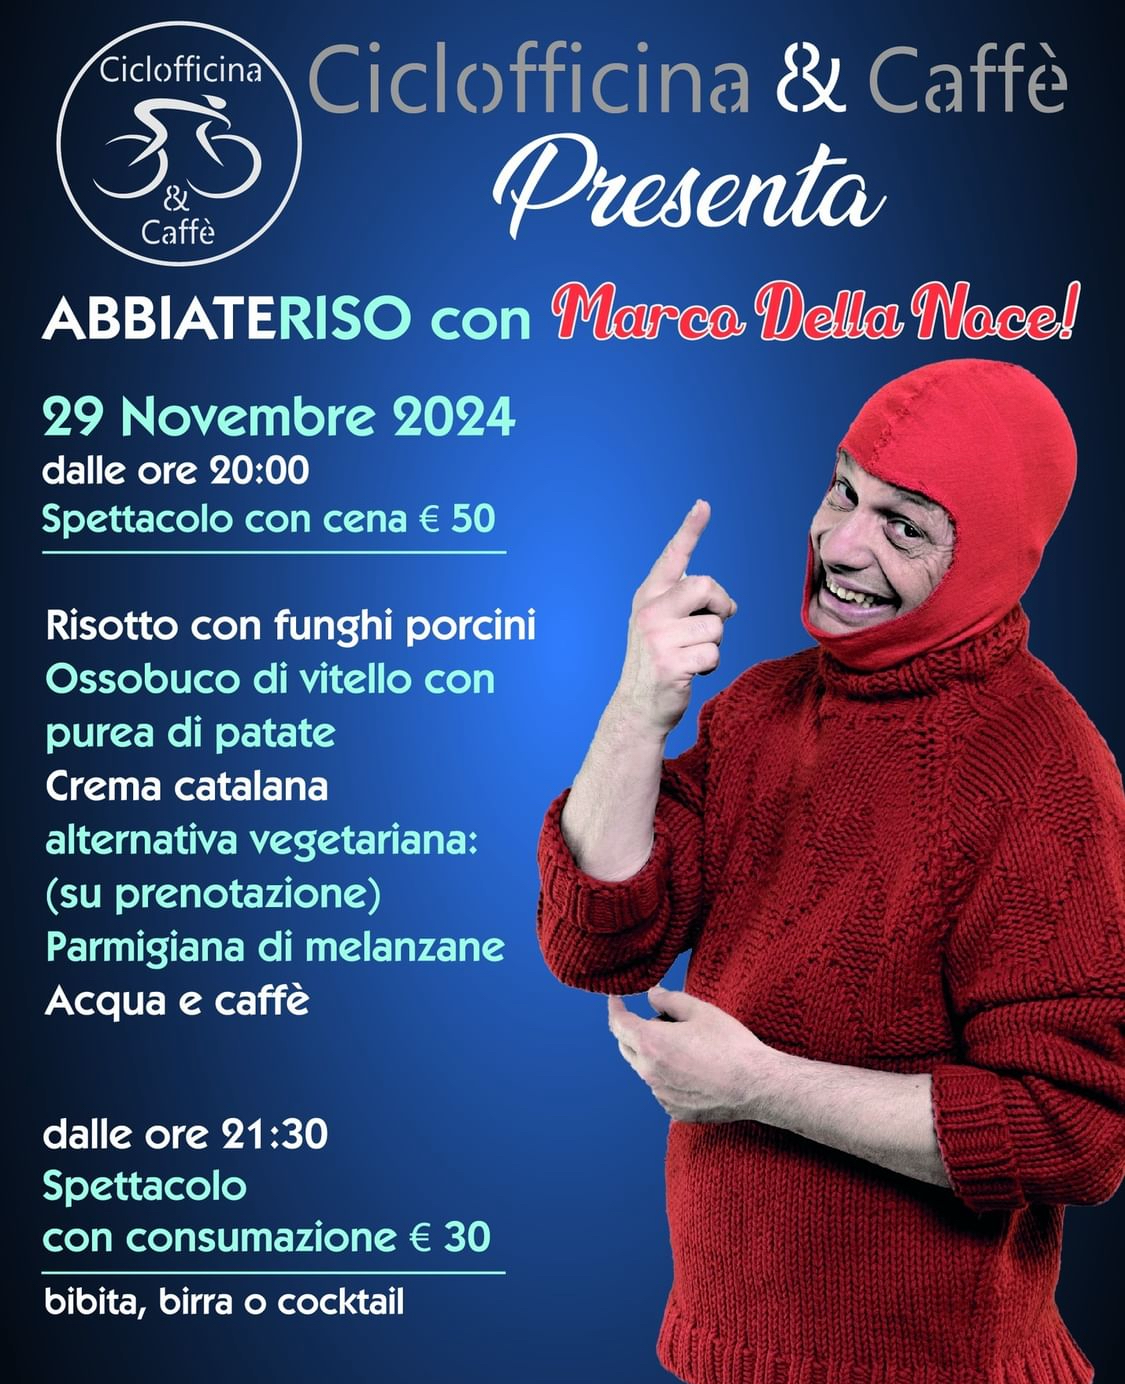 Ciclofficina
&
Caffè
Ciclofficina & Caffè
Presenta
ABBIATERISO con Marco Della Noce!
29 Novembre 2024
dalle ore 20:00
Spettacolo con cena € 50
Risotto con funghi porcini
Ossobuco di vitello con
purea di patate
Crema catalana
alternativa vegetariana:
(su prenotazione)
Parmigiana di melanzane
Acqua e caffè
dalle ore 21:30
Spettacolo
con consumazione € 30
bibita, birra o cocktail